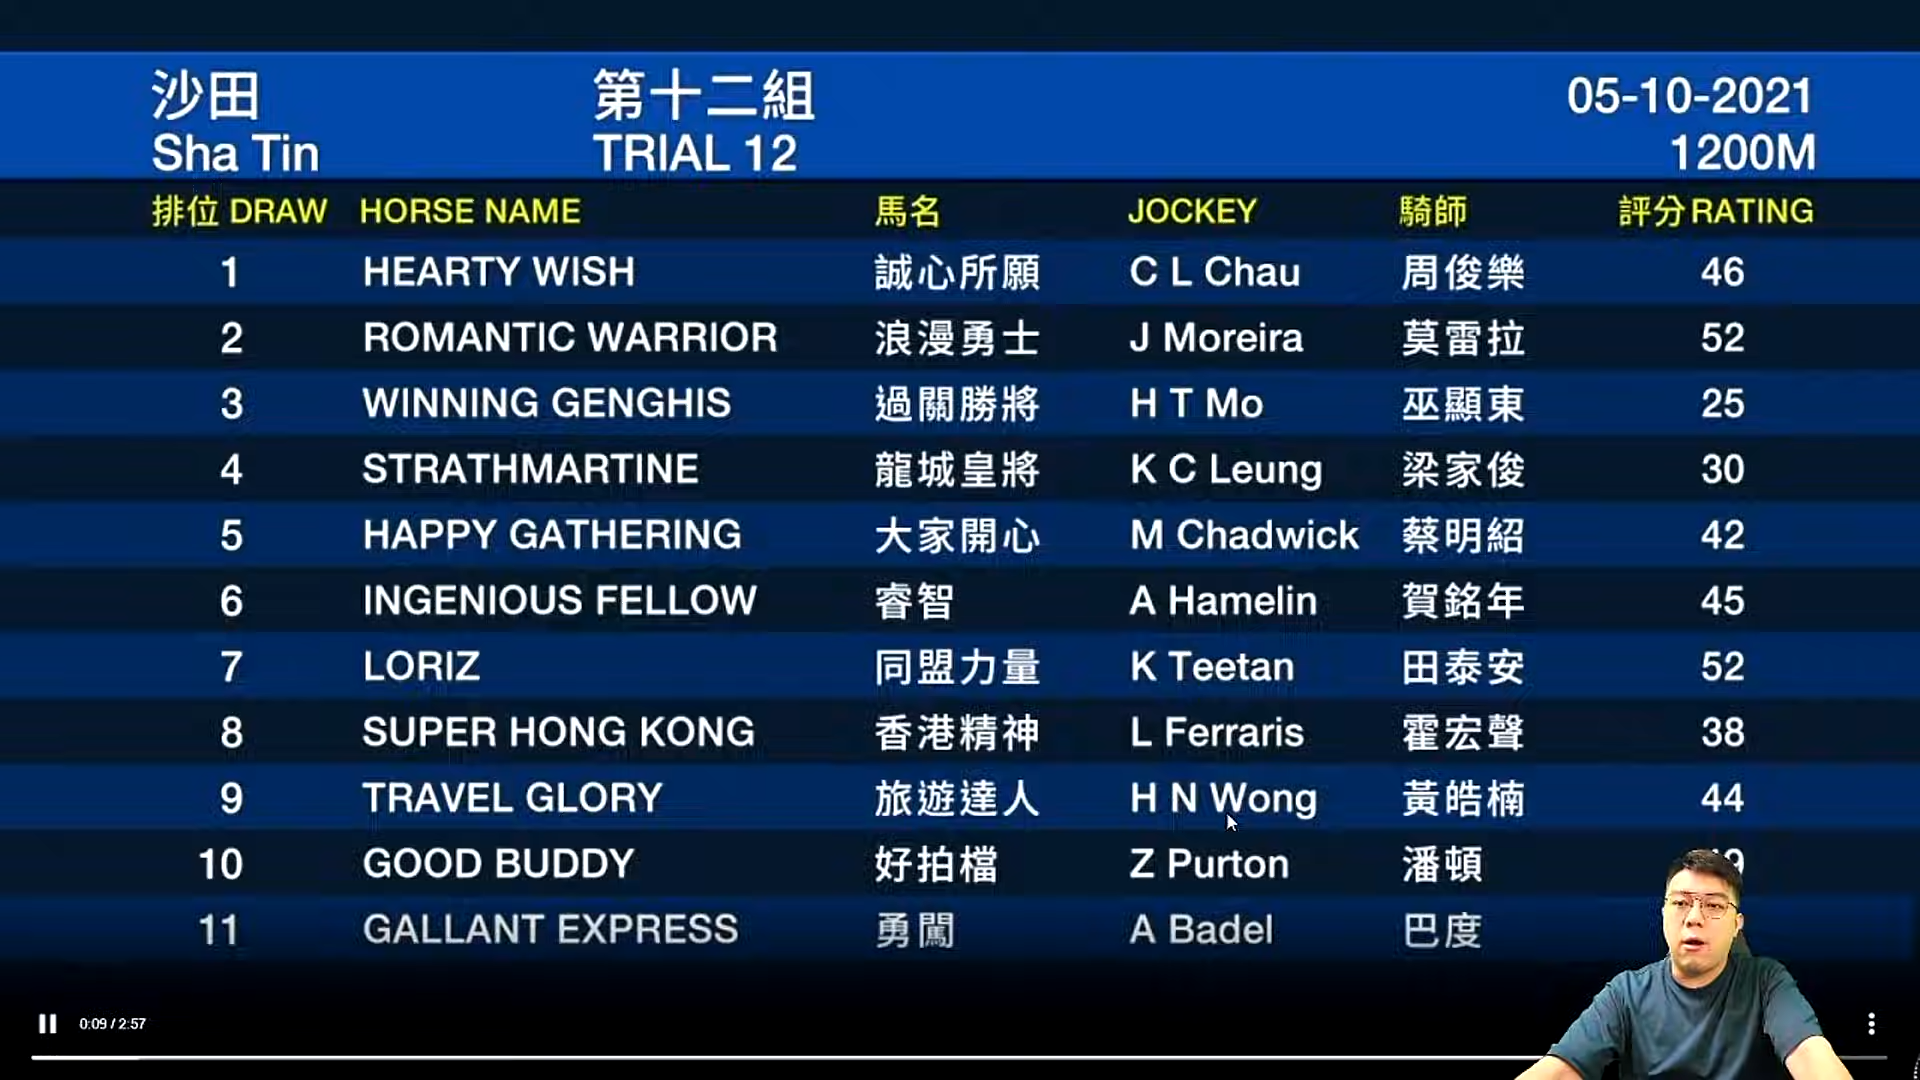 沙田 第十二組 05-10-2021
Sha Tin TRIAL 12 1200M
排位 DRAW HORSE NAME 馬名 JOCKEY 騎師 評分 RATING
1 HEARTY WISH 誠心所願 C L Chau 周俊樂 46
2 ROMANTIC WARRIOR 浪漫勇士 J Moreira 莫雷拉 52
3 WINNING GENGHIS 過關勝將 H T Mo 巫顯東 25
4 STRATHMARTINE 龍城皇將 K C Leung 梁家俊 30
5 HAPPY GATHERING 大家開心 M Chadwick 蔡明紹 42
6 INGENIOUS FELLOW 睿智 A Hamelin 賀銘年 45
7 LORIZ 同盟力量 K Teetan 田泰安 52
8 SUPER HONG KONG 香港精神 L Ferraris 霍宏聲 38
9 TRAVEL GLORY 旅遊達人 H N Wong 黃皓楠 44
10 GOOD BUDDY 好拍檔 Z Purton 潘頓
11 GALLANT EXPRESS 勇闖 A Badel 巴度
0:09 / 2:57